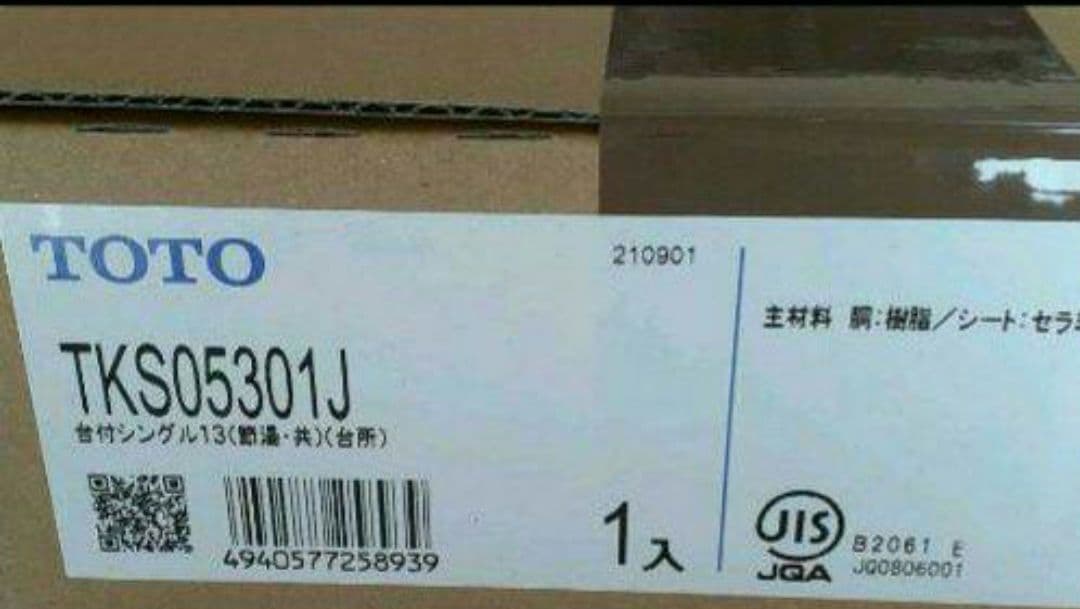 TOTO
210901
主材料 胴:樹脂/シート:セラ
TKS05301J
台付シングル13(節湯・共)(台所)
4940577258939
1入
JIS
JQA
B2061 E
JQ0806001